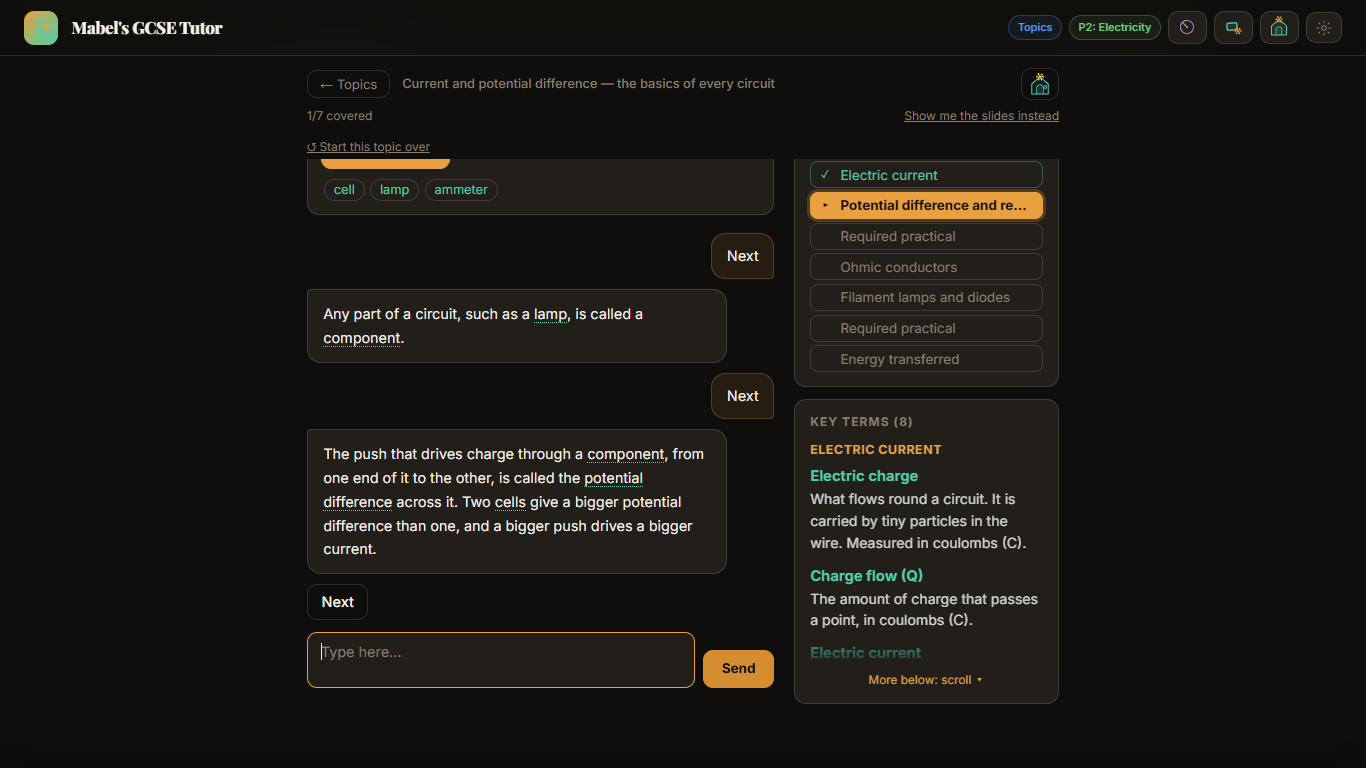 Mabel's GCSE Tutor
Topics
P2: Electricity
← Topics
Current and potential difference — the basics of every circuit
1/7 covered
Show me the slides instead
↺ Start this topic over
cell
lamp
ammeter
Next
Any part of a circuit, such as a lamp, is called a
component.
Next
The push that drives charge through a component, from
one end of it to the other, is called the potential
difference across it. Two cells give a bigger potential
difference than one, and a bigger push drives a bigger
current.
Next
Type here...
Send
✓ Electric current
▸ Potential difference and re...
Required practical
Ohmic conductors
Filament lamps and diodes
Required practical
Energy transferred
KEY TERMS (8)
ELECTRIC CURRENT
Electric charge
What flows round a circuit. It is
carried by tiny particles in the
wire. Measured in coulombs (C).
Charge flow (Q)
The amount of charge that passes
a point, in coulombs (C).
Electric current
More below: scroll ▾